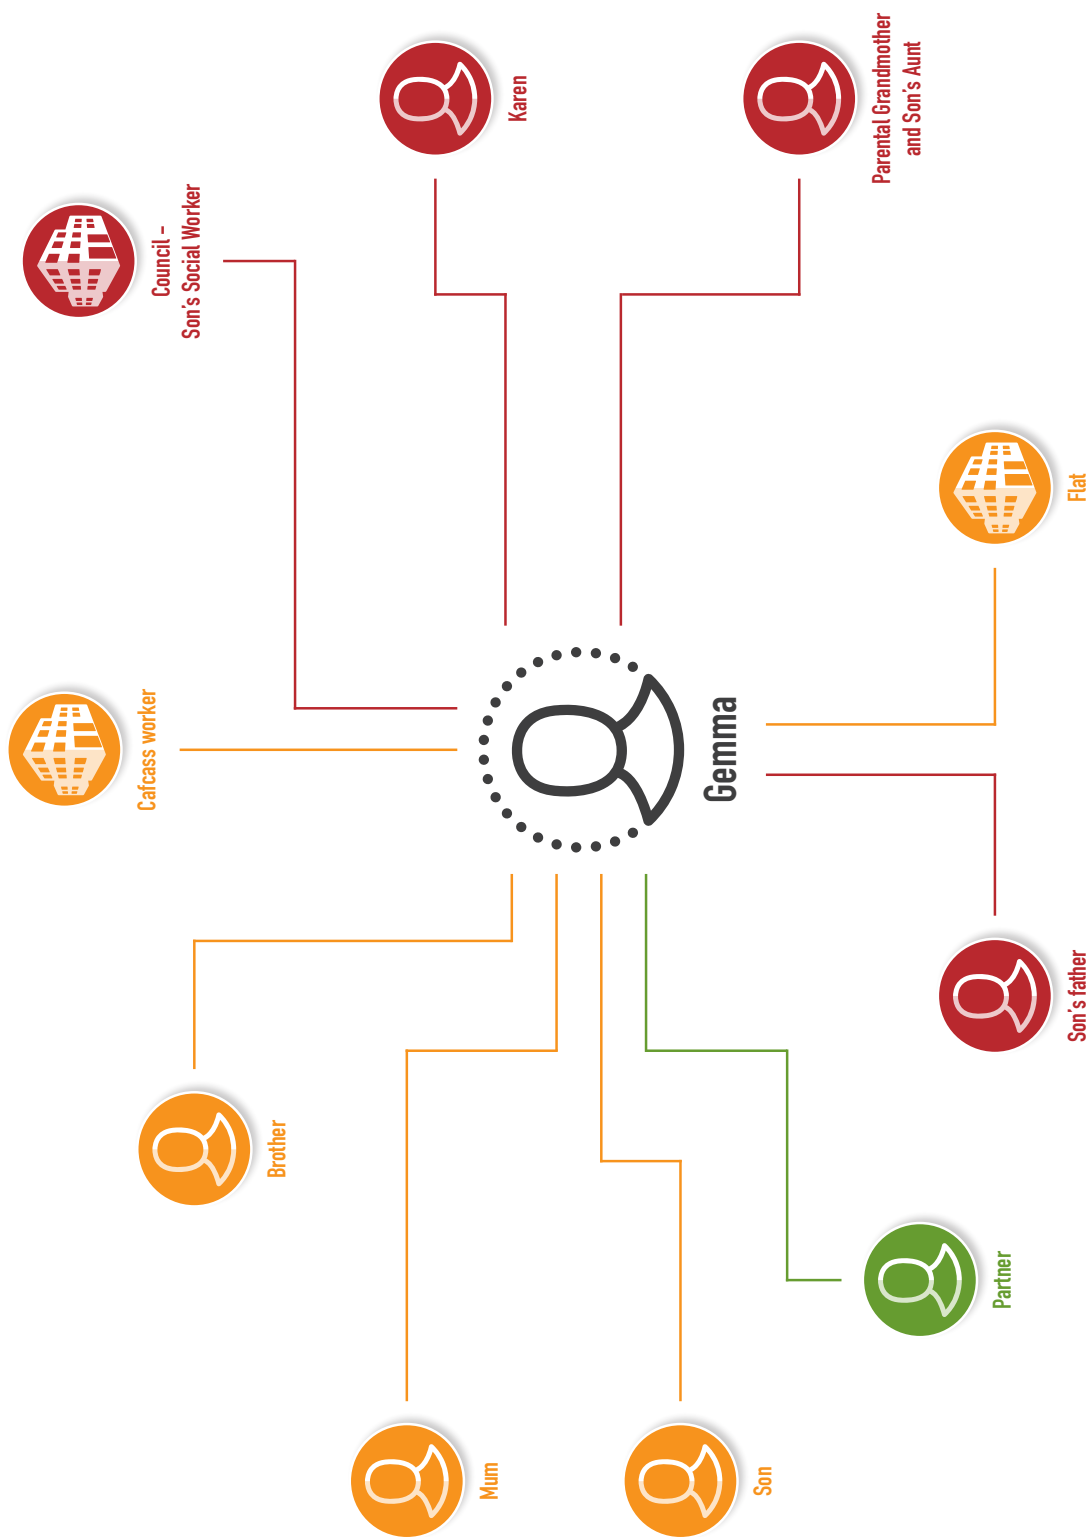 Cafcass worker
Council –
Son's Social Worker
Brother
Mum
Karen
Gemma
Son
Parental Grandmother
and Son's Aunt
Partner
Son's father
Flat